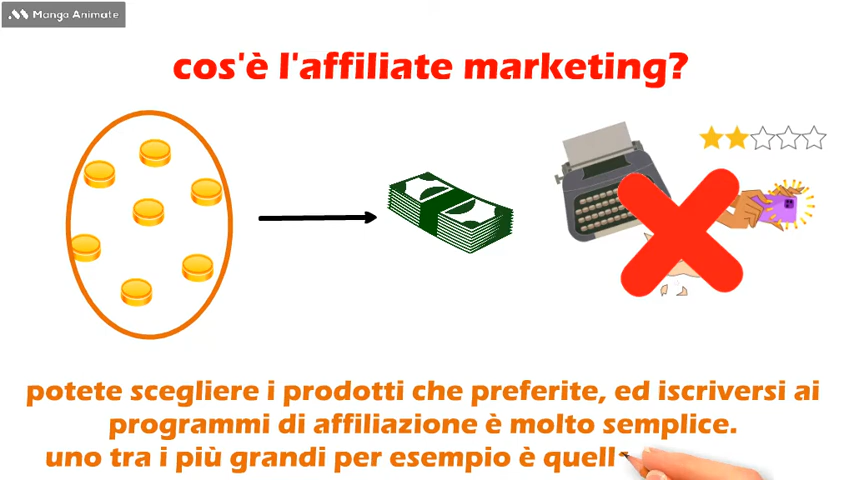 Manga Animate
cos'è l'affiliate marketing?
potete scegliere i prodotti che preferite, ed iscriversi ai
programmi di affiliazione è molto semplice.
uno tra i più grandi per esempio è quell